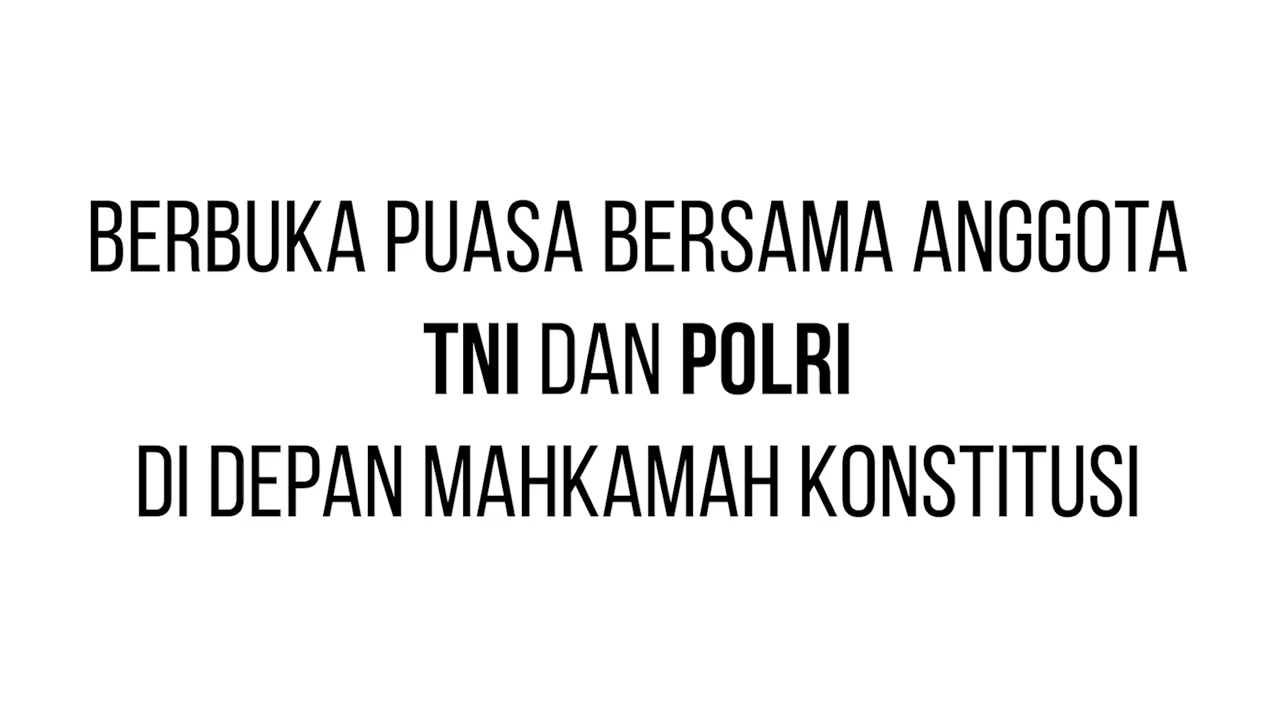 BERBUKA PUASA BERSAMA ANGGOTA
TNI DAN POLRI
DI DEPAN MAHKAMAH KONSTITUSI